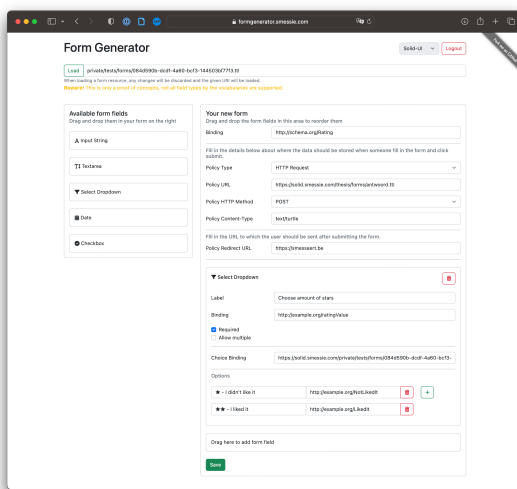 formgenerator.smessie.com
Form Generator
Solid-UI
Logout
Load
private/tests/forms/084d590b-dcdf-4a60-bcf3-144503bf77f3.ttl
When loading a form resource, any changes will be discarded and the given URI will be loaded.
Beware! This is only a proof of concepts, not all field types by the vocabularies are supported.
Available form fields
Drag and drop them in your form on the right
Input String
Textarea
Select Dropdown
Date
Checkbox
Your new form
Drag and drop the form fields in this area to reorder them
Binding
http://schema.org/Rating
Fill in the details below about where the data should be stored when someone fill in the form and click
submit.
Policy Type
HTTP Request
Policy URL
https://solid.smessie.com/thesis/forms/antwoord.ttl
Policy HTTP Method
POST
Policy Content-Type
text/turtle
Fill in the URL to which the user should be sent after submitting the form.
Policy Redirect URL
https://smessaert.be
Select Dropdown
Label
Choose amount of stars
Binding
http://example.org/ratingValue
Required
Allow multiple
Choice Binding
https://solid.smessie.com/private/tests/forms/084d590b-dcdf-4a60-bcf3-
Options
★ - I didn't like it
http://example.org/NotLikedIt
+
★★ - I liked it
http://example.org/LikedIt
Drag here to add form field
Save